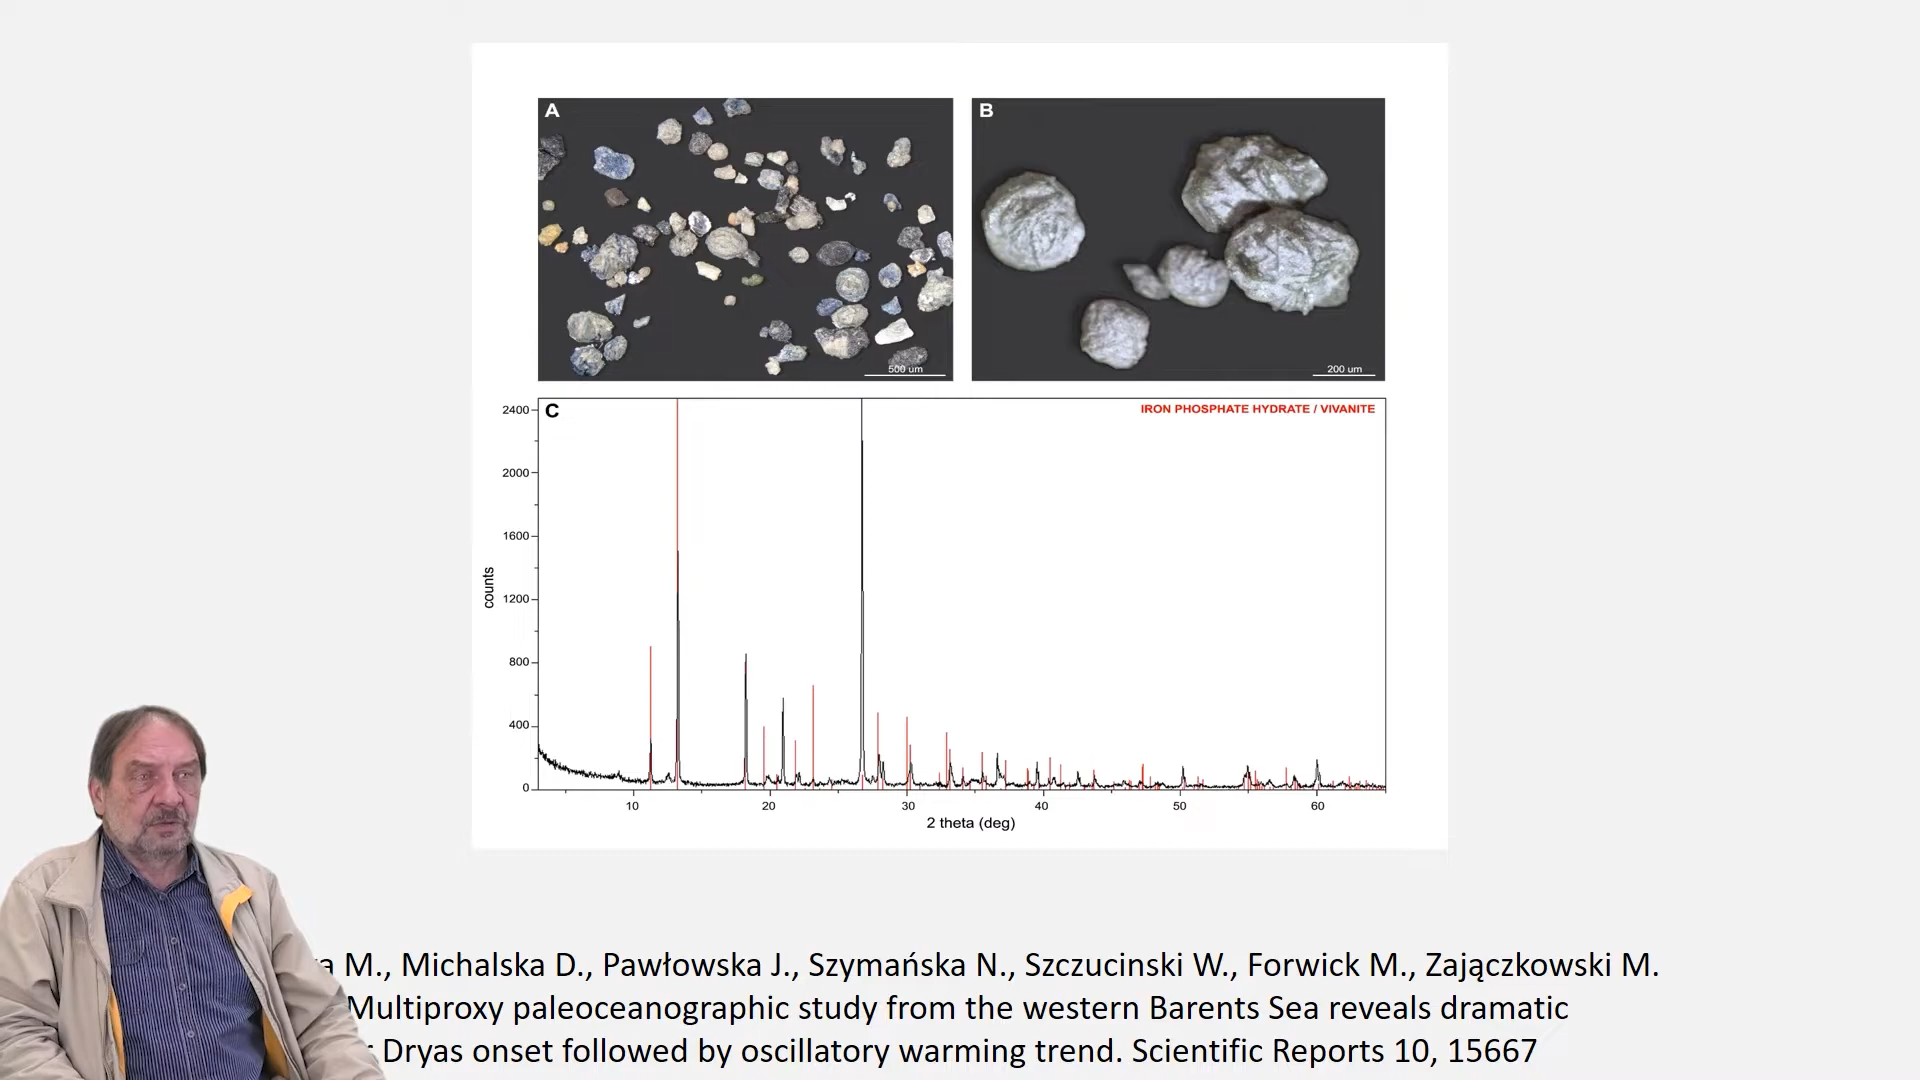 A
B
500 um
200 um
C
IRON PHOSPHATE HYDRATE / VIVANITE
2400
2000
1600
1200
800
400
0
counts
10 20 30 40 50 60
2 theta (deg)
M., Michalska D., Pawłowska J., Szymańska N., Szczucinski W., Forwick M., Zajączkowski M.
Multiproxy paleoceanographic study from the western Barents Sea reveals dramatic
Dryas onset followed by oscillatory warming trend. Scientific Reports 10, 15667